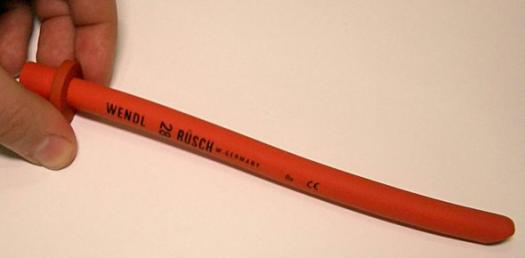 WENDL 28 RÜSCH W.-GERMANY CE